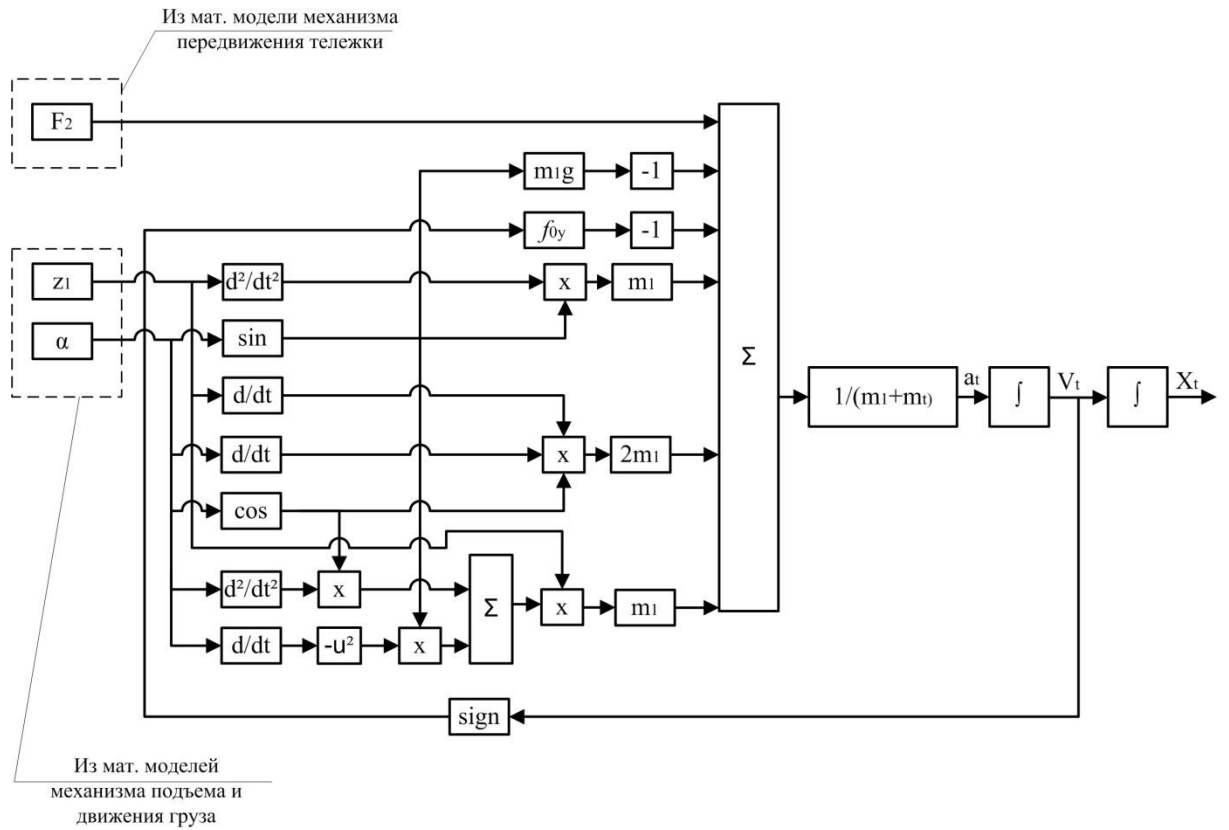 Из мат. модели механизма
передвижения тележки
F₂
m₁g
-1
f₀y
-1
z₁
d²/dt²
x
m₁
α
sin
Σ
d/dt
1/(m₁+mₜ)
aₜ
∫
Vₜ
∫
Xₜ
d/dt
x
2m₁
cos
d²/dt²
x
Σ
x
m₁
d/dt
-u²
x
sign
Из мат. моделей
механизма подъема и
движения груза